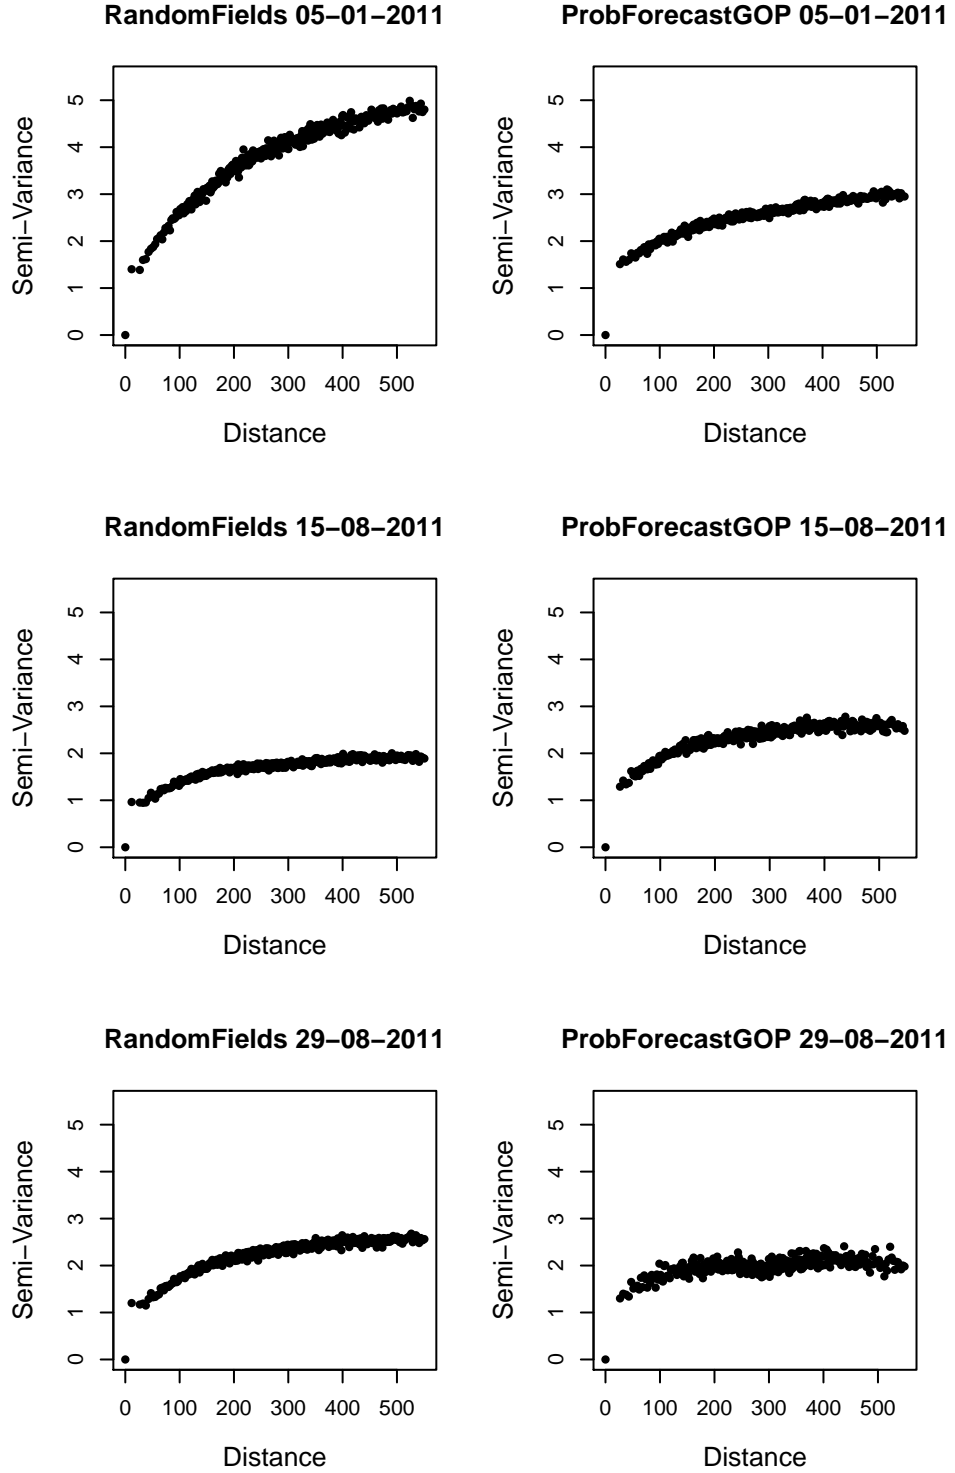 RandomFields 05−01−2011
Semi−Variance
5
4
3
2
1
0
0 100 200 300 400 500
Distance
ProbForecastGOP 05−01−2011
Semi−Variance
5
4
3
2
1
0
0 100 200 300 400 500
Distance
RandomFields 15−08−2011
Semi−Variance
5
4
3
2
1
0
0 100 200 300 400 500
Distance
ProbForecastGOP 15−08−2011
Semi−Variance
5
4
3
2
1
0
0 100 200 300 400 500
Distance
RandomFields 29−08−2011
Semi−Variance
5
4
3
2
1
0
0 100 200 300 400 500
Distance
ProbForecastGOP 29−08−2011
Semi−Variance
5
4
3
2
1
0
0 100 200 300 400 500
Distance